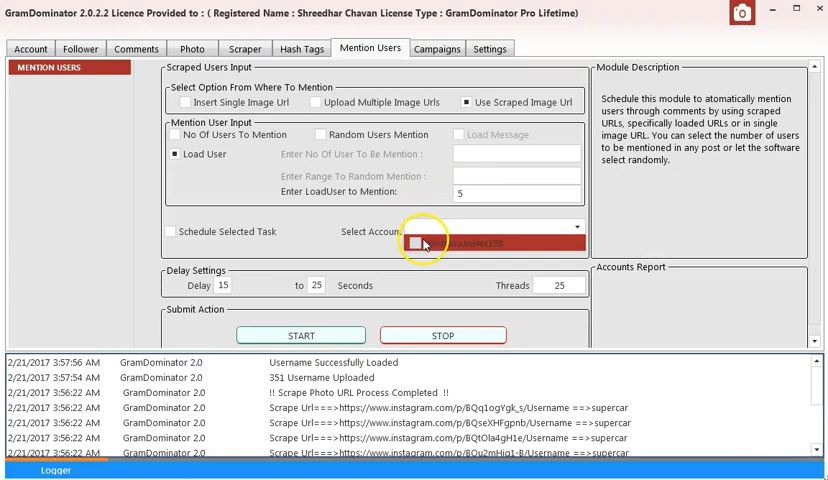 GramDominator 2.0.2.2 Licence Provided to : ( Registered Name : Shreedhar Chavan License Type : GramDominator Pro Lifetime)
Account Follower Comments Photo Scraper Hash Tags Mention Users Campaigns Settings
MENTION USERS
Scraped Users Input
Select Option From Where To Mention
Insert Single Image Url Upload Multiple Image Urls Use Scraped Image Url
Mention User Input
No Of Users To Mention Random Users Mention Load Message
Load User Enter No Of User To Be Mention :
Enter Range To Random Mention :
Enter LoadUser to Mention: 5
Schedule Selected Task Select Account
Delay Settings
Delay 15 to 25 Seconds Threads 25
Submit Action
START STOP
Module Description
Schedule this module to atomatically mention
users through comments by using scraped
URLs, specifically loaded URLs or in single
image URL. You can select the number of users
to be mentioned in any post or let the software
select randomly.
Accounts Report
2/21/2017 3:57:56 AM GramDominator 2.0 Username Successfully Loaded
2/21/2017 3:57:54 AM GramDominator 2.0 351 Username Uploaded
2/21/2017 3:56:22 AM GramDominator 2.0 !! Scrape Photo URL Process Completed !!
2/21/2017 3:56:22 AM GramDominator 2.0 Scrape Url===>https://www.instagram.com/p/BQq1ogYgk_s/Username ==>supercar
2/21/2017 3:56:22 AM GramDominator 2.0 Scrape Url===>https://www.instagram.com/p/BQseXHFgpnb/Username ==>supercar
2/21/2017 3:56:22 AM GramDominator 2.0 Scrape Url===>https://www.instagram.com/p/BQtOla4gH1e/Username ==>supercar
2/21/2017 3:56:22 AM GramDominator 2.0 Scrape Url===>https://www.instagram.com/p/BQu2mHjg1-B/Username ==>supercar
Logger